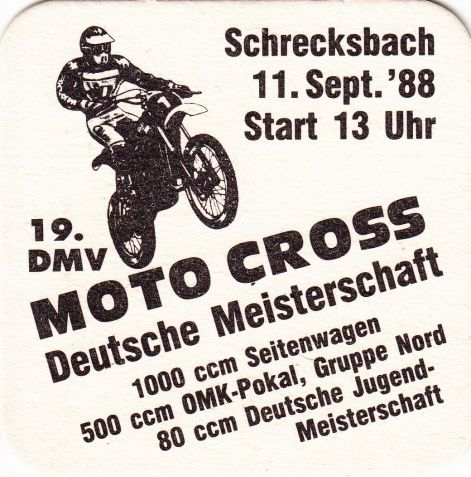 Schrecksbach
11. Sept. '88
Start 13 Uhr
19.
DMV
MOTO CROSS
Deutsche Meisterschaft
1000 ccm Seitenwagen
500 ccm OMK-Pokal, Gruppe Nord
80 ccm Deutsche Jugend-
Meisterschaft